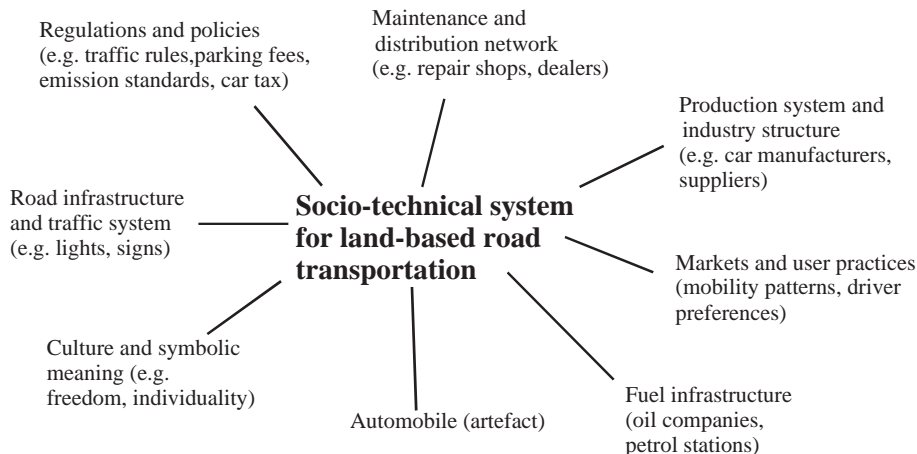 Regulations and policies
(e.g. traffic rules,parking fees,
emission standards, car tax)
Maintenance and
distribution network
(e.g. repair shops, dealers)
Production system and
industry structure
(e.g. car manufacturers,
suppliers)
Road infrastructure
and traffic system
(e.g. lights, signs)
Socio-technical system
for land-based road
transportation
Markets and user practices
(mobility patterns, driver
preferences)
Culture and symbolic
meaning (e.g.
freedom, individuality)
Automobile (artefact)
Fuel infrastructure
(oil companies,
petrol stations)